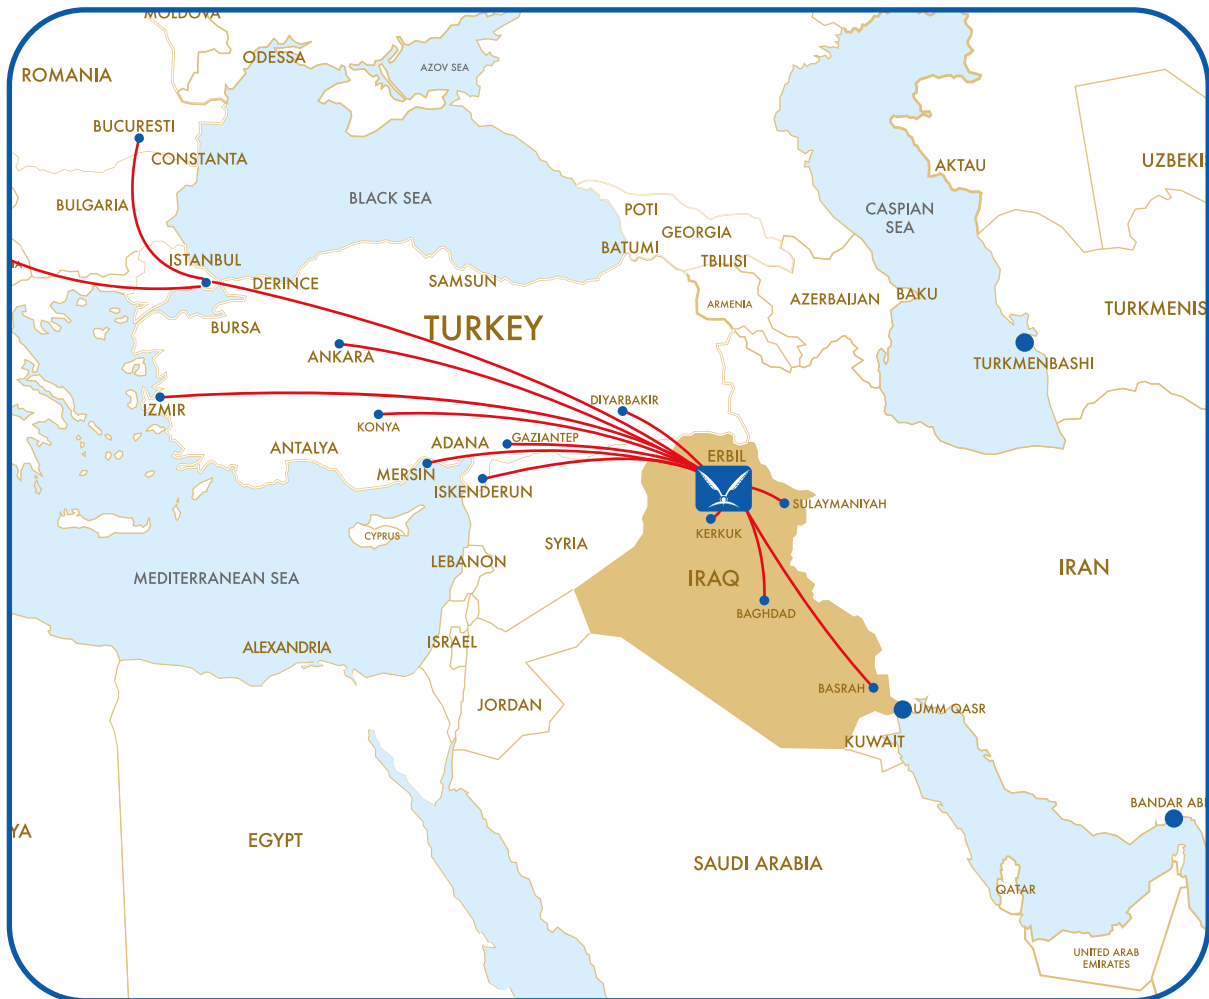 MOLDOVA
ODESSA
AZOV SEA
ROMANIA
BUCURESTI
CONSTANTA
UZBEKI
AKTAU
BLACK SEA
BULGARIA
POTI
CASPIAN
SEA
GEORGIA
BATUMI
ISTANBUL
TBILISI
DERINCE
SAMSUN
BAKU
AZERBAIJAN
ARMENIA
TURKMENIS
BURSA
TURKEY
ANKARA
TURKMENBASHI
DIYARBAKIR
IZMIR
KONYA
GAZIANTEP
ADANA
ANTALYA
ERBIL
MERSIN
ISKENDERUN
SULAYMANIYAH
KERKUK
CYPRUS
SYRIA
LEBANON
IRAN
MEDITERRANEAN SEA
IRAQ
BAGHDAD
ISRAEL
ALEXANDRIA
BASRAH
JORDAN
UMM QASR
KUWAIT
BANDAR AB
YA
EGYPT
SAUDI ARABIA
QATAR
UNITED ARAB
EMIRATES